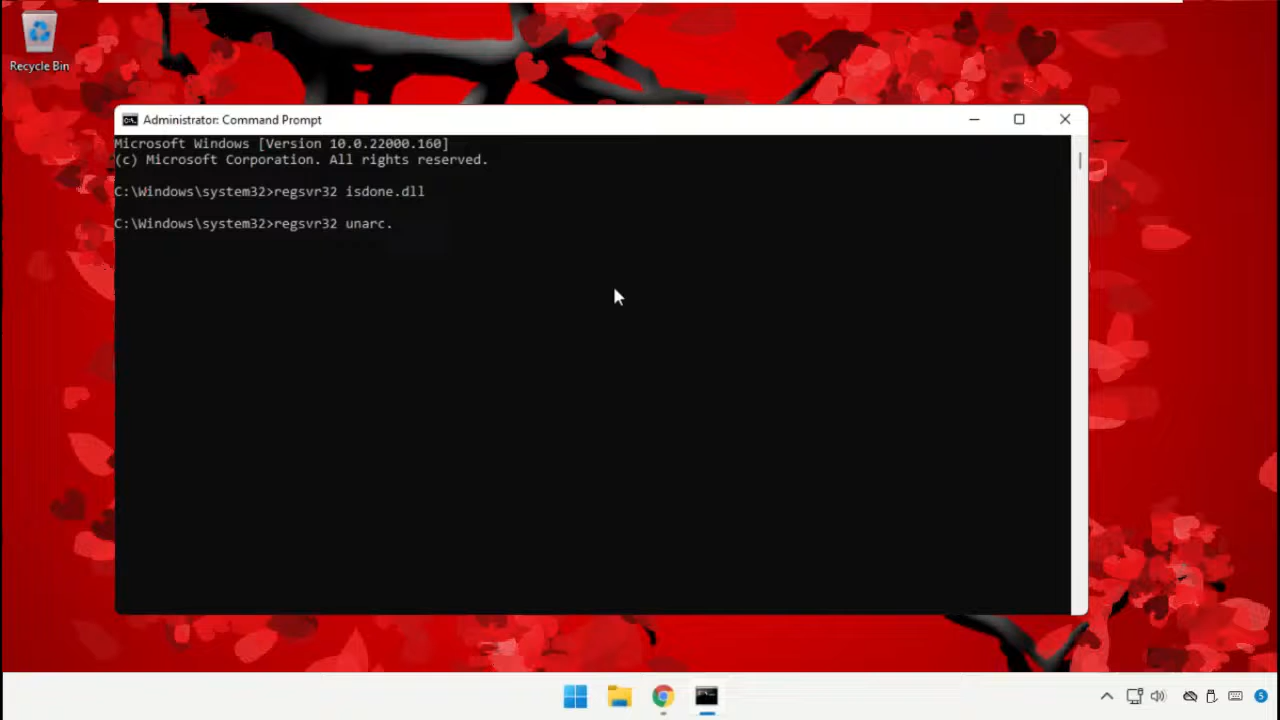 Recycle Bin
Administrator: Command Prompt
Microsoft Windows [Version 10.0.22000.160]
(c) Microsoft Corporation. All rights reserved.
C:\Windows\system32>regsvr32 isdone.dll
C:\Windows\system32>regsvr32 unarc.
5